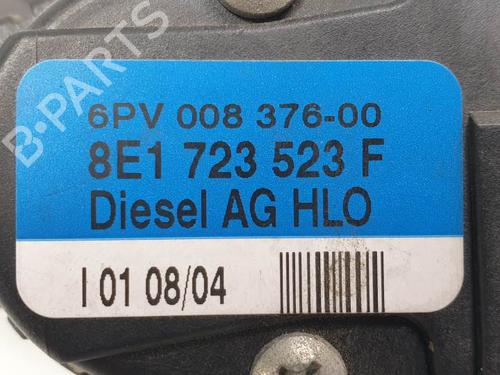 6PV 008 376-00
8E1 723 523 F
Diesel AG HLO
I 01 08/04
B-PARTS